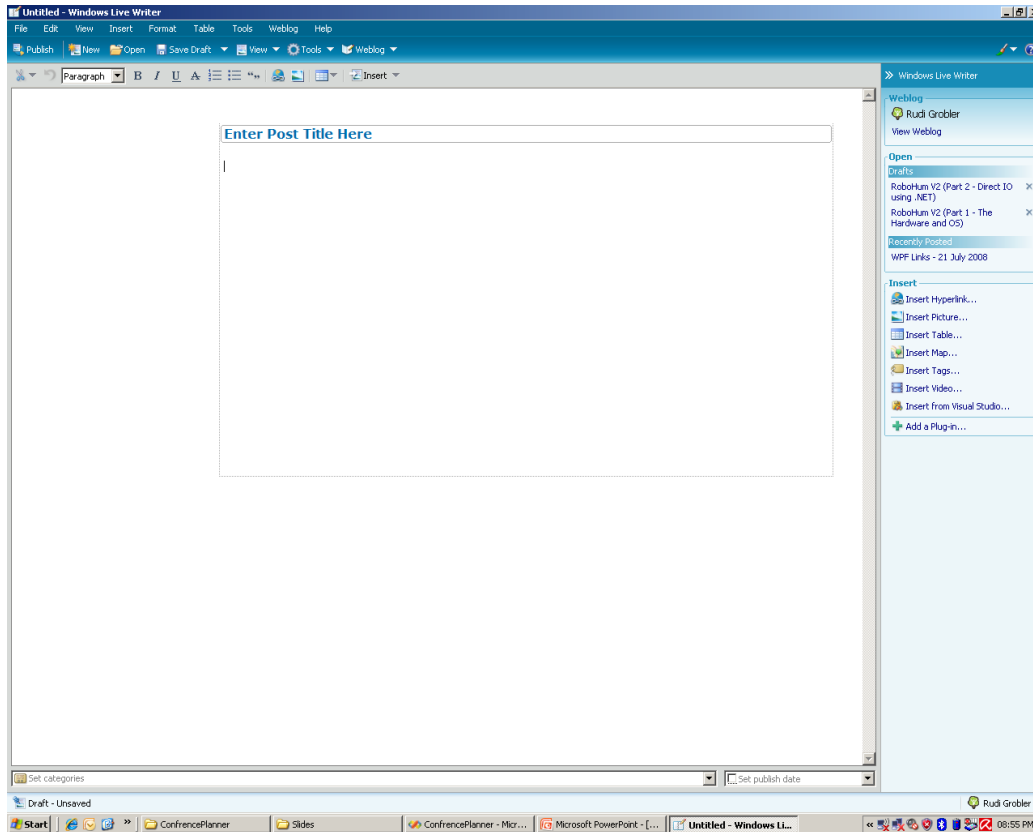 Untitled - Windows Live Writer
File Edit View Insert Format Table Tools Weblog Help
Publish New Open Save Draft View Tools Weblog
Paragraph B I U A Insert
Windows Live Writer
Weblog
Rudi Grobler
View Weblog
Enter Post Title Here
Open
Drafts
RoboHum V2 (Part 2 - Direct IO
using .NET)
RoboHum V2 (Part 1 - The
Hardware and OS)
Recently Posted
WPF Links - 21 July 2008
Insert
Insert Hyperlink...
Insert Picture...
Insert Table...
Insert Map...
Insert Tags...
Insert Video...
Insert from Visual Studio...
Add a Plug-in...
Set categories Set publish date
Draft - Unsaved Rudi Grobler
Start » ConfrencePlanner Slides ConfrencePlanner - Micr... Microsoft PowerPoint - [... Untitled - Windows Li... « 08:55 PM